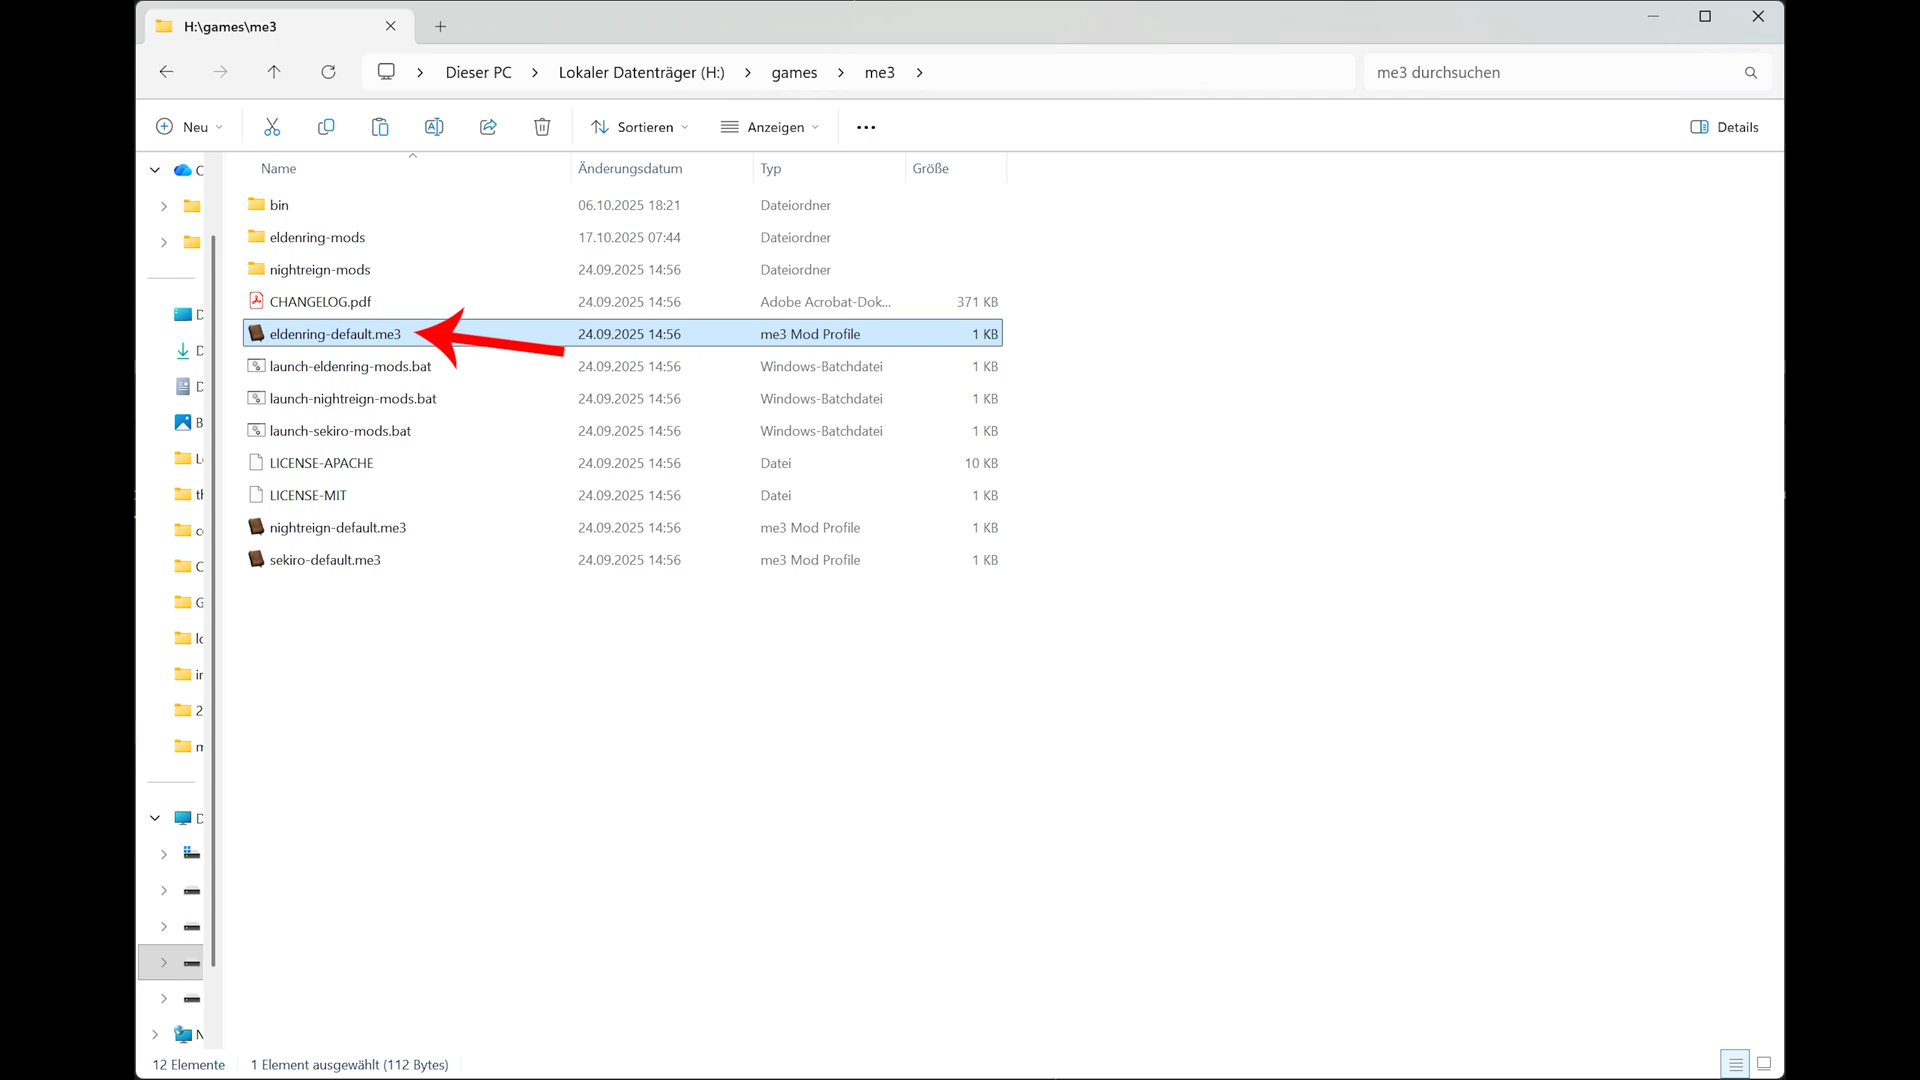 H:\games\me3
Dieser PC > Lokaler Datenträger (H:) > games > me3 >
me3 durchsuchen
Neu
Sortieren
Anzeigen
Details
Name Änderungsdatum Typ Größe
bin 06.10.2025 18:21 Dateiordner
eldenring-mods 17.10.2025 07:44 Dateiordner
nightreign-mods 24.09.2025 14:56 Dateiordner
CHANGELOG.pdf 24.09.2025 14:56 Adobe Acrobat-Dok... 371 KB
eldenring-default.me3 24.09.2025 14:56 me3 Mod Profile 1 KB
launch-eldenring-mods.bat 24.09.2025 14:56 Windows-Batchdatei 1 KB
launch-nightreign-mods.bat 24.09.2025 14:56 Windows-Batchdatei 1 KB
launch-sekiro-mods.bat 24.09.2025 14:56 Windows-Batchdatei 1 KB
LICENSE-APACHE 24.09.2025 14:56 Datei 10 KB
LICENSE-MIT 24.09.2025 14:56 Datei 1 KB
nightreign-default.me3 24.09.2025 14:56 me3 Mod Profile 1 KB
sekiro-default.me3 24.09.2025 14:56 me3 Mod Profile 1 KB
12 Elemente
1 Element ausgewählt (112 Bytes)